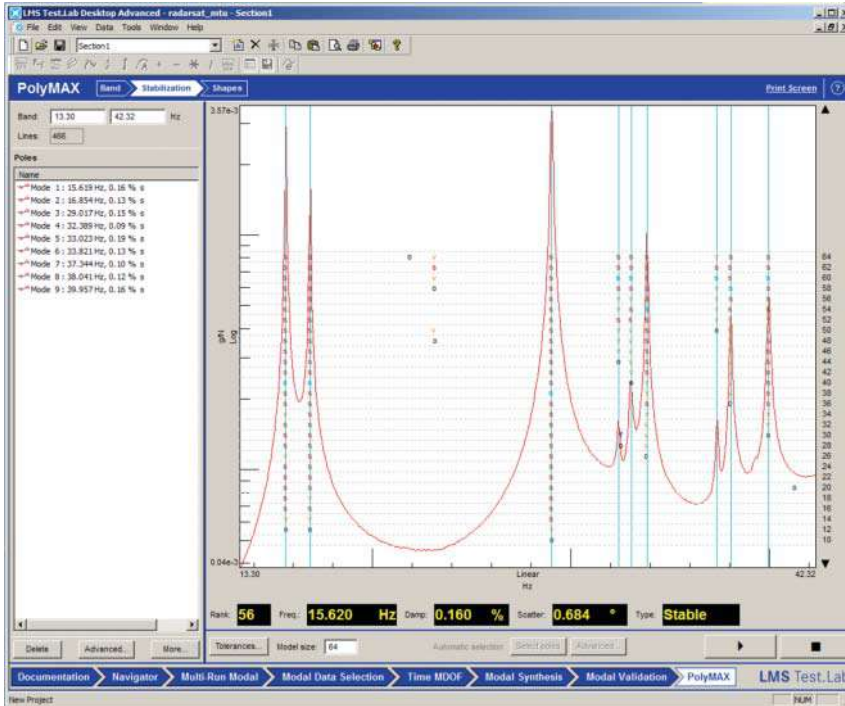 LMS Test.Lab Desktop Advanced - radarsat_mtu - Section1
File Edit View Data Tools Window Help
Section1
PolyMAX Band Stabilization Shapes Print Screen
Band: 13.30 42.32 Hz
Lines: 466
Poles
Name
Mode 1 : 15.619 Hz, 0.16 % s
Mode 2 : 16.854 Hz, 0.13 % s
Mode 3 : 29.017 Hz, 0.15 % s
Mode 4 : 32.389 Hz, 0.09 % s
Mode 5 : 33.023 Hz, 0.19 % s
Mode 6 : 33.821 Hz, 0.13 % s
Mode 7 : 37.344 Hz, 0.10 % s
Mode 8 : 38.041 Hz, 0.12 % s
Mode 9 : 39.957 Hz, 0.16 % s
3.57e-3
g/N
Log
0.04e-3
64
62
60
58
56
54
52
50
48
46
44
42
40
38
36
34
32
30
28
26
24
22
20
18
16
14
12
10
13.30 Linear 42.32
Hz
Rank: 56 Freq.: 15.620 Hz Damp: 0.160 % Scatter: 0.684 ° Type: Stable
Delete Advanced... More...
Tolerances... Model size: 64 Automatic selection Select poles Advanced...
Documentation Navigator Multi-Run Modal Modal Data Selection Time MDOF Modal Synthesis Modal Validation PolyMAX LMS Test.Lab
New Project NUM